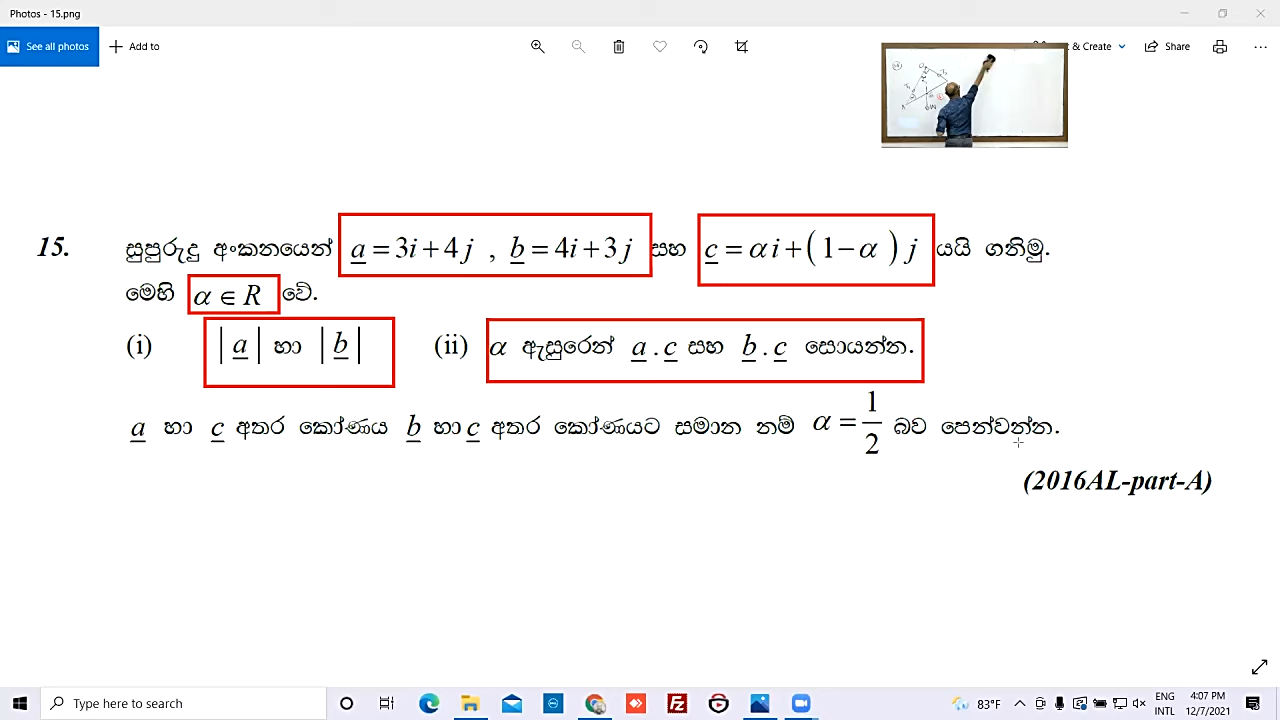 Photos - 15.png
See all photos
Add to
& Create
Share
15. සුපුරුදු අංකනයෙන් a = 3i + 4j , b = 4i + 3j සහ c = α i + ( 1 − α ) j යයි ගනිමු.
මෙහි α ∈ R වේ.
(i) | a | හා | b | (ii) α ඇසුරෙන් a . c සහ b . c සොයන්න.
a හා c අතර කෝණය b හා c අතර කෝණයට සමාන නම් α = 1/2 බව පෙන්වන්න.
(2016AL-part-A)
Type here to search
83°F
ENG
INTL
4:07 PM
12/7/2021